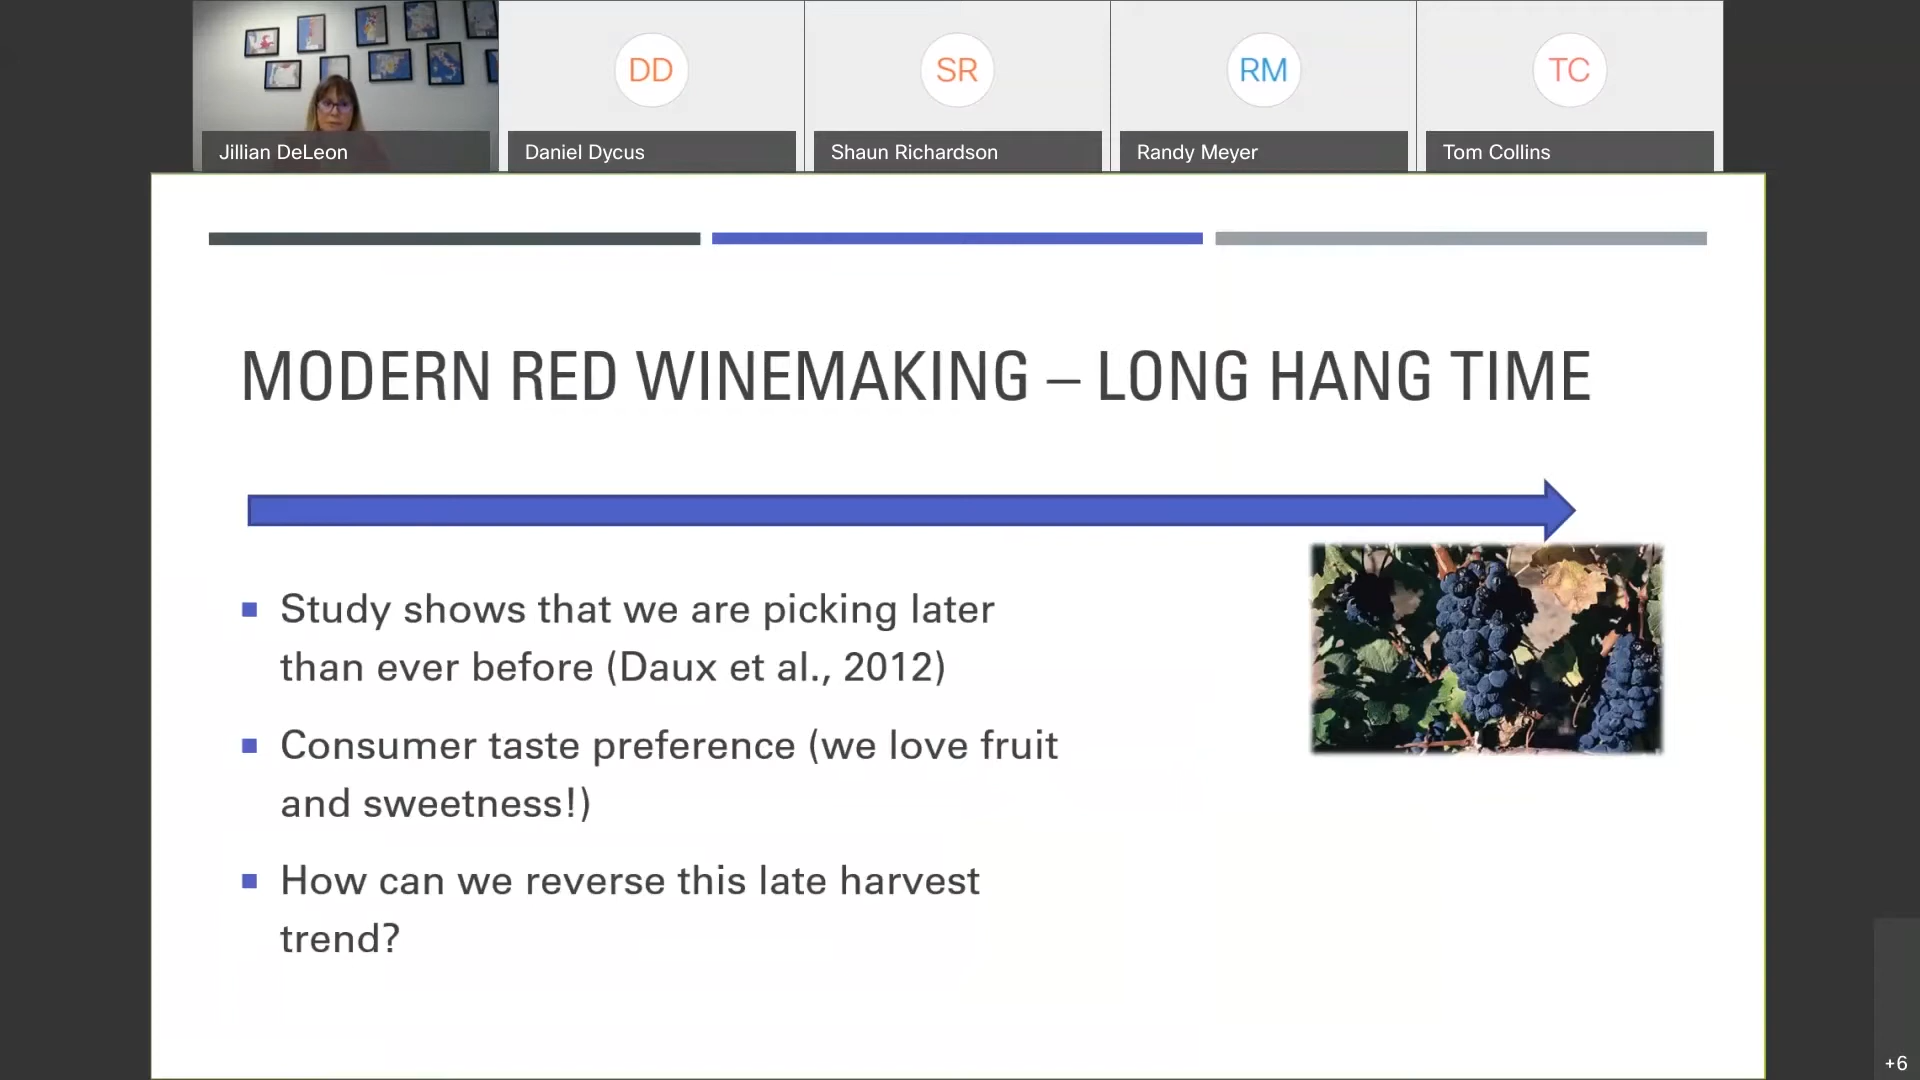 DD
SR
RM
TC
Jillian DeLeon
Daniel Dycus
Shaun Richardson
Randy Meyer
Tom Collins
MODERN RED WINEMAKING – LONG HANG TIME
Study shows that we are picking later
than ever before (Daux et al., 2012)
Consumer taste preference (we love fruit
and sweetness!)
How can we reverse this late harvest
trend?
+6